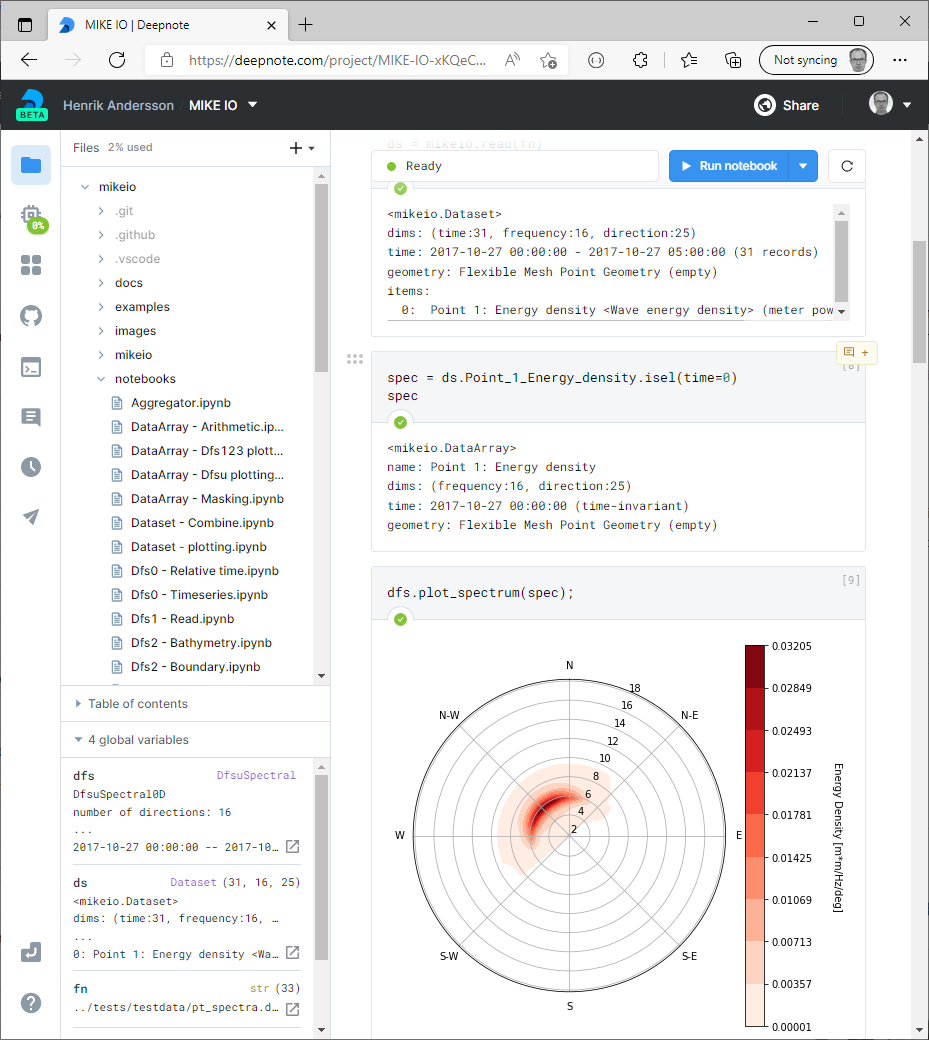 MIKE IO | Deepnote
https://deepnote.com/project/MIKE-IO-xKQeC...
Not syncing
BETA
Henrik Andersson MIKE IO
Share
Files 2% used
0%
mikeio
.git
.github
.vscode
docs
examples
images
mikeio
notebooks
Aggregator.ipynb
DataArray - Arithmetic.ip...
DataArray - Dfs123 plott...
DataArray - Dfsu plotting...
DataArray - Masking.ipynb
Dataset - Combine.ipynb
Dataset - plotting.ipynb
Dfs0 - Relative time.ipynb
Dfs0 - Timeseries.ipynb
Dfs1 - Read.ipynb
Dfs2 - Bathymetry.ipynb
Dfs2 - Boundary.ipynb
Table of contents
4 global variables
dfs DfsuSpectral
DfsuSpectral0D
number of directions: 16
...
2017-10-27 00:00:00 -- 2017-10...
ds Dataset (31, 16, 25)
<mikeio.Dataset>
dims: (time:31, frequency:16, …
...
0: Point 1: Energy density <Wa...
fn str (33)
../tests/testdata/pt_spectra.d...
ds = mikeio.read(fn)
Ready
Run notebook
<mikeio.Dataset>
dims: (time:31, frequency:16, direction:25)
time: 2017-10-27 00:00:00 - 2017-10-27 05:00:00 (31 records)
geometry: Flexible Mesh Point Geometry (empty)
items:
0: Point 1: Energy density <Wave energy density> (meter pow
[8]
spec = ds.Point_1_Energy_density.isel(time=0)
spec
<mikeio.DataArray>
name: Point 1: Energy density
dims: (frequency:16, direction:25)
time: 2017-10-27 00:00:00 (time-invariant)
geometry: Flexible Mesh Point Geometry (empty)
[9]
dfs.plot_spectrum(spec);
N
N-E
E
S-E
S
S-W
W
N-W
18
16
14
12
10
8
6
4
2
0.03205
0.02849
0.02493
0.02137
0.01781
0.01425
0.01069
0.00713
0.00357
0.00001
Energy Density [m*m/Hz/deg]